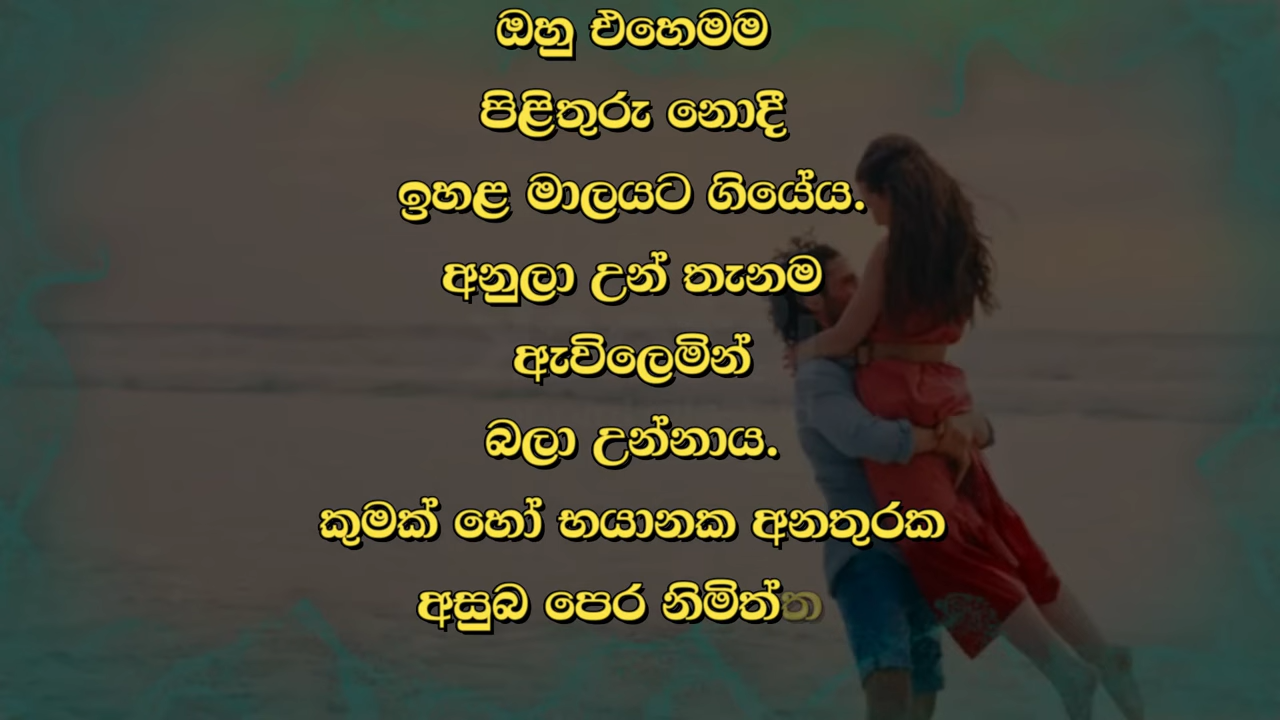 ඔහු එහෙමම
පිළිතුරු නොදී
ඉහළ මාලයට ගියේය.
අනුලා උන් තැනම
ඇවිලෙමින්
බලා උන්නාය.
කුමක් හෝ භයානක අනතුරක
අසුබ පෙර නිමිත්ත